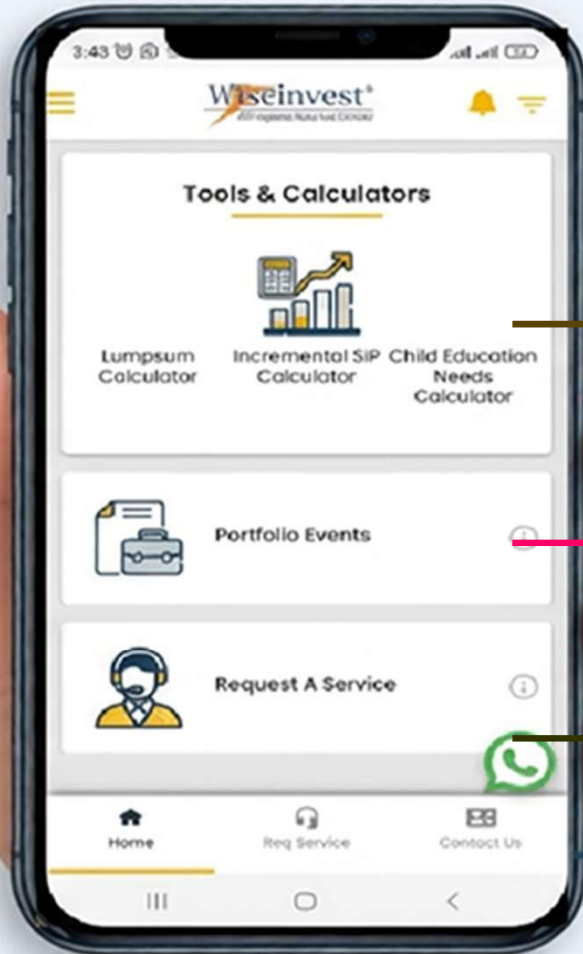 3:43
Wiseinvest
Tools & Calculators
Lumpsum Calculator
Incremental SIP Calculator
Child Education Needs Calculator
Portfolio Events
Request A Service
Home
Req Service
Contact Us